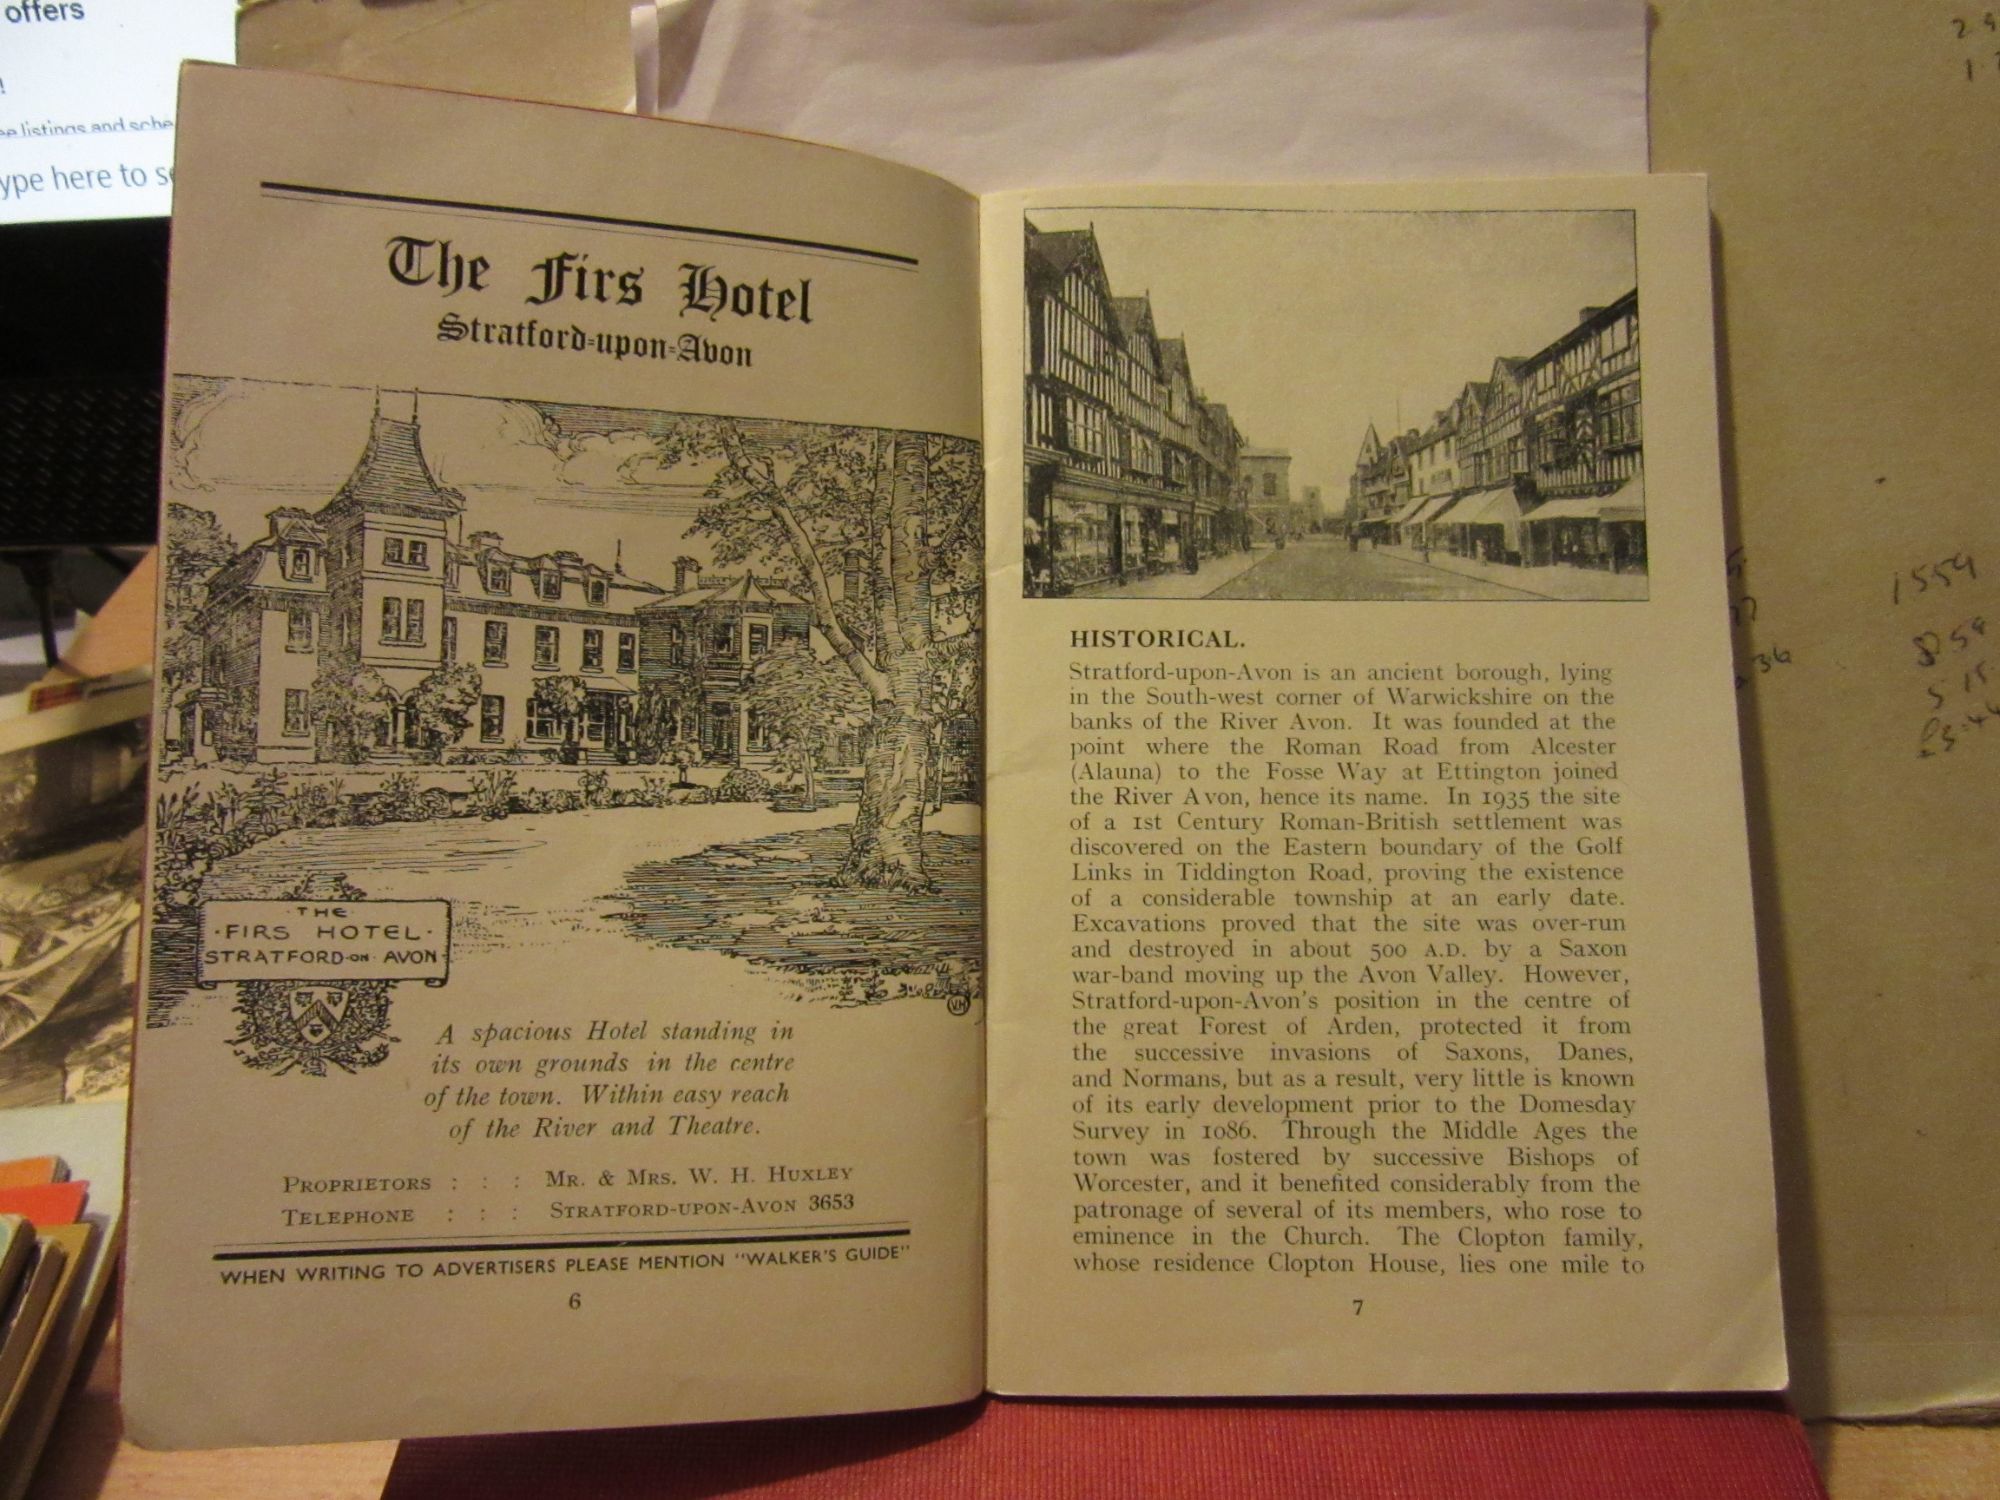 offers
ee listings and sche
ype here to se
The Firs Hotel
Stratford-upon-Avon
· THE ·
· FIRS HOTEL ·
STRATFORD-ON-AVON
VH
A spacious Hotel standing in
its own grounds in the centre
of the town. Within easy reach
of the River and Theatre.
PROPRIETORS : : : MR. & MRS. W. H. HUXLEY
TELEPHONE : : : STRATFORD-UPON-AVON 3653
WHEN WRITING TO ADVERTISERS PLEASE MENTION "WALKER'S GUIDE"
6
HISTORICAL.
Stratford-upon-Avon is an ancient borough, lying
in the South-west corner of Warwickshire on the
banks of the River Avon. It was founded at the
point where the Roman Road from Alcester
(Alauna) to the Fosse Way at Ettington joined
the River Avon, hence its name. In 1935 the site
of a 1st Century Roman-British settlement was
discovered on the Eastern boundary of the Golf
Links in Tiddington Road, proving the existence
of a considerable township at an early date.
Excavations proved that the site was over-run
and destroyed in about 500 A.D. by a Saxon
war-band moving up the Avon Valley. However,
Stratford-upon-Avon's position in the centre of
the great Forest of Arden, protected it from
the successive invasions of Saxons, Danes,
and Normans, but as a result, very little is known
of its early development prior to the Domesday
Survey in 1086. Through the Middle Ages the
town was fostered by successive Bishops of
Worcester, and it benefited considerably from the
patronage of several of its members, who rose to
eminence in the Church. The Clopton family,
whose residence Clopton House, lies one mile to
7
1559